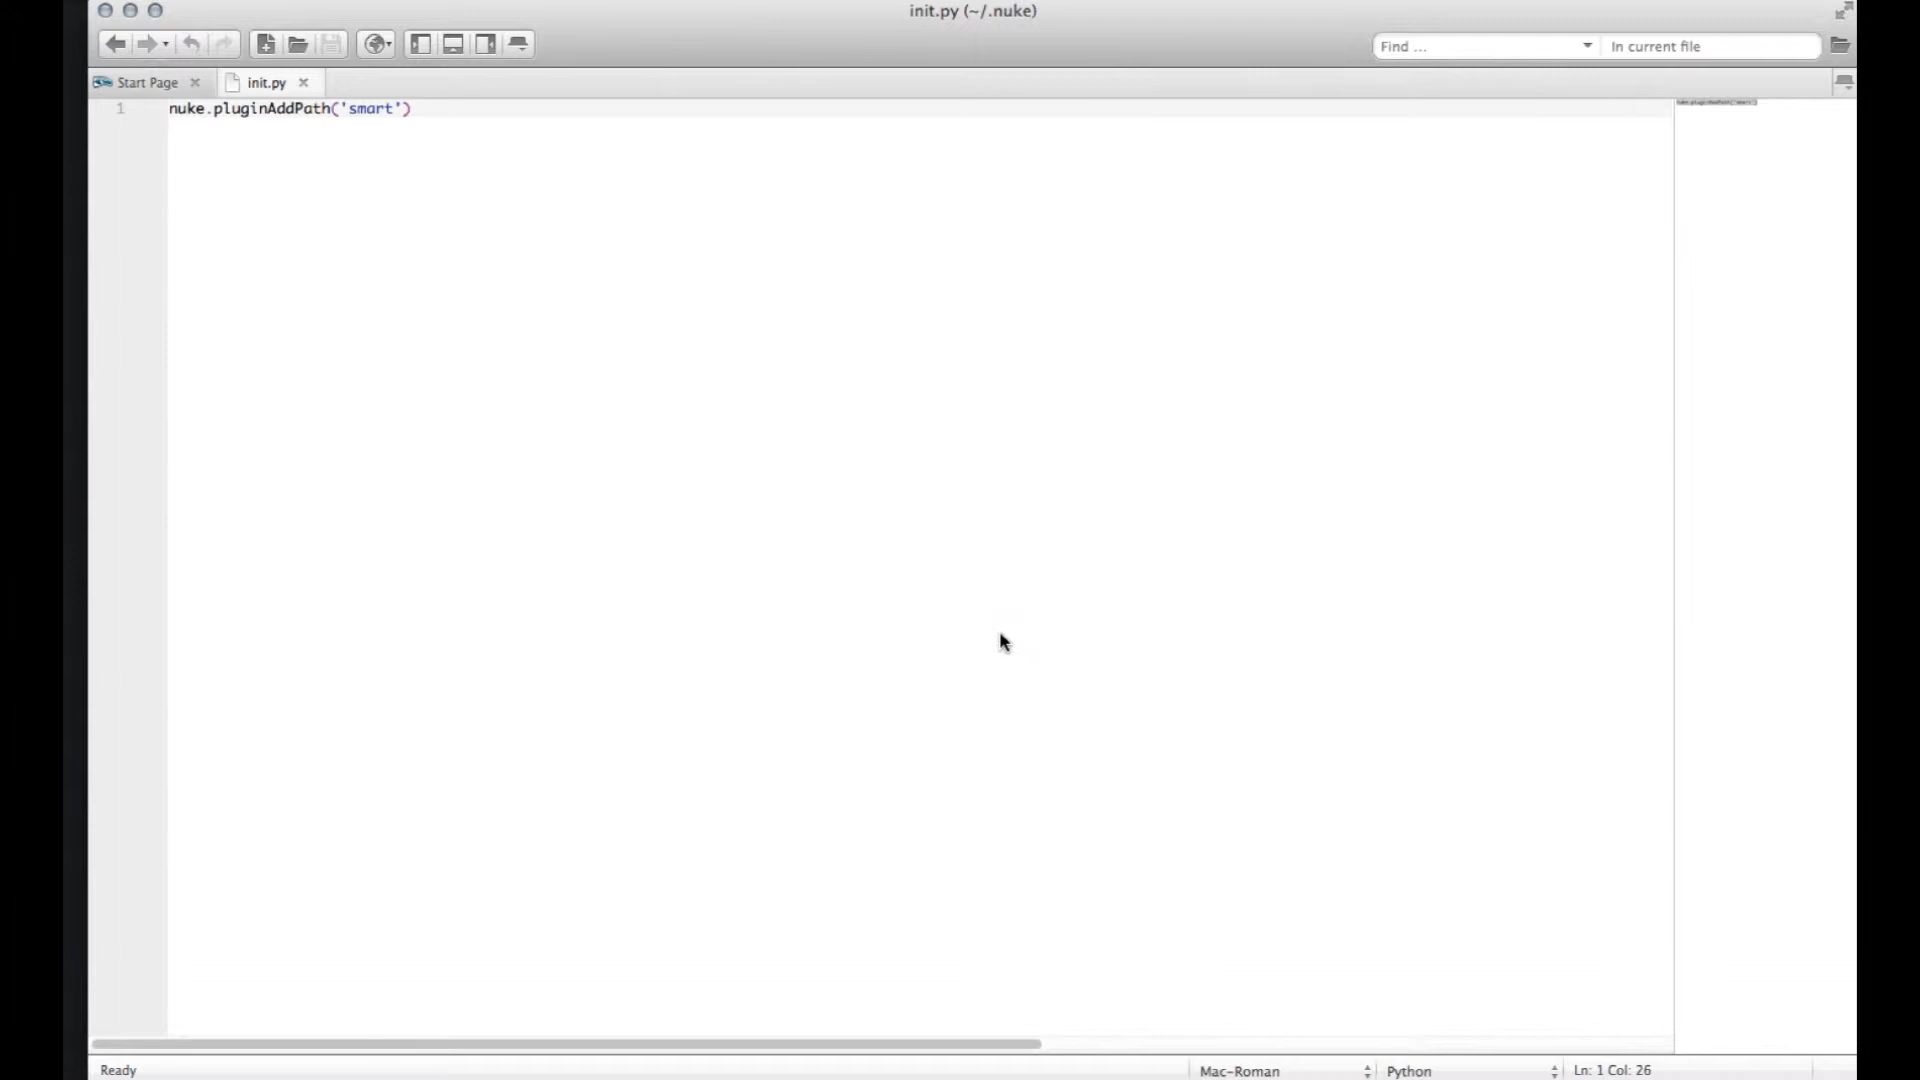 init.py (~/.nuke)
Find ...
In current file
Start Page
init.py
1 nuke.pluginAddPath('smart')
Ready
Mac-Roman
Python
Ln: 1 Col: 26